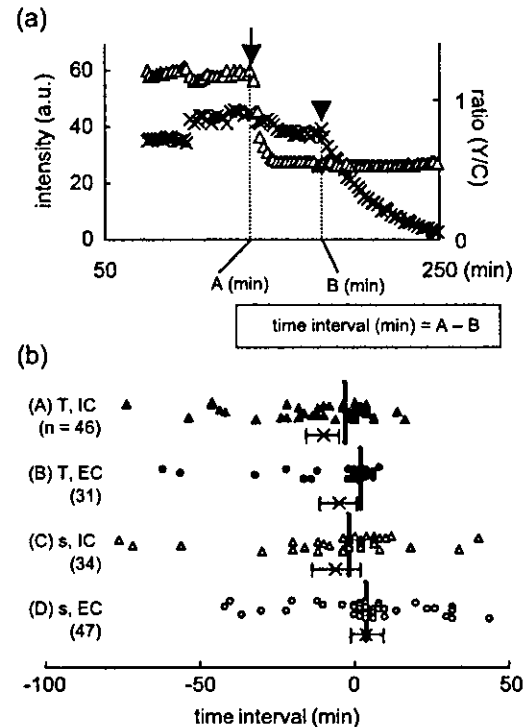 (a)
60
40
20
0
intensity (a.u.)
1
0
ratio (Y/C)
50
250 (min)
A (min)
B (min)
time interval (min) = A – B
(b)
(A) T, IC
(n = 46)
(B) T, EC
(31)
(C) s, IC
(34)
(D) s, EC
(47)
-100
-50
0
50
time interval (min)